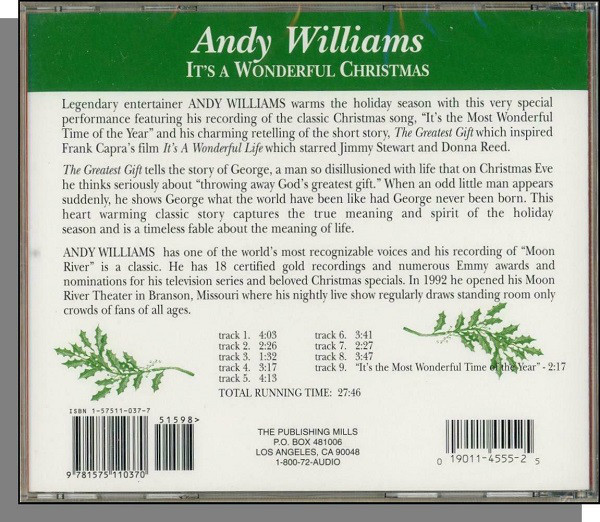 Andy Williams
IT'S A WONDERFUL CHRISTMAS
Legendary entertainer ANDY WILLIAMS warms the holiday season with this very special
performance featuring his recording of the classic Christmas song, "It's the Most Wonderful
Time of the Year" and his charming retelling of the short story, The Greatest Gift which inspired
Frank Capra's film It's A Wonderful Life which starred Jimmy Stewart and Donna Reed.
The Greatest Gift tells the story of George, a man so disillusioned with life that on Christmas Eve
he thinks seriously about "throwing away God's greatest gift." When an odd little man appears
suddenly, he shows George what the world have been like had George never been born. This
heart warming classic story captures the true meaning and spirit of the holiday
season and is a timeless fable about the meaning of life.
ANDY WILLIAMS has one of the world's most recognizable voices and his recording of "Moon
River" is a classic. He has 18 certified gold recordings and numerous Emmy awards and
nominations for his television series and beloved Christmas specials. In 1992 he opened his Moon
River Theater in Branson, Missouri where his nightly live show regularly draws standing room only
crowds of fans of all ages.
track 1. 4:03
track 2. 2:26
track 3. 1:32
track 4. 3:17
track 5. 4:13
track 6. 3:41
track 7. 2:27
track 8. 3:47
track 9. "It's the Most Wonderful Time of the Year" - 2:17
TOTAL RUNNING TIME: 27:46
ISBN 1-57511-037-7
51598>
9 781575 110370
THE PUBLISHING MILLS
P.O. BOX 481006
LOS ANGELES, CA 90048
1-800-72-AUDIO
0 19011-4555-2 5